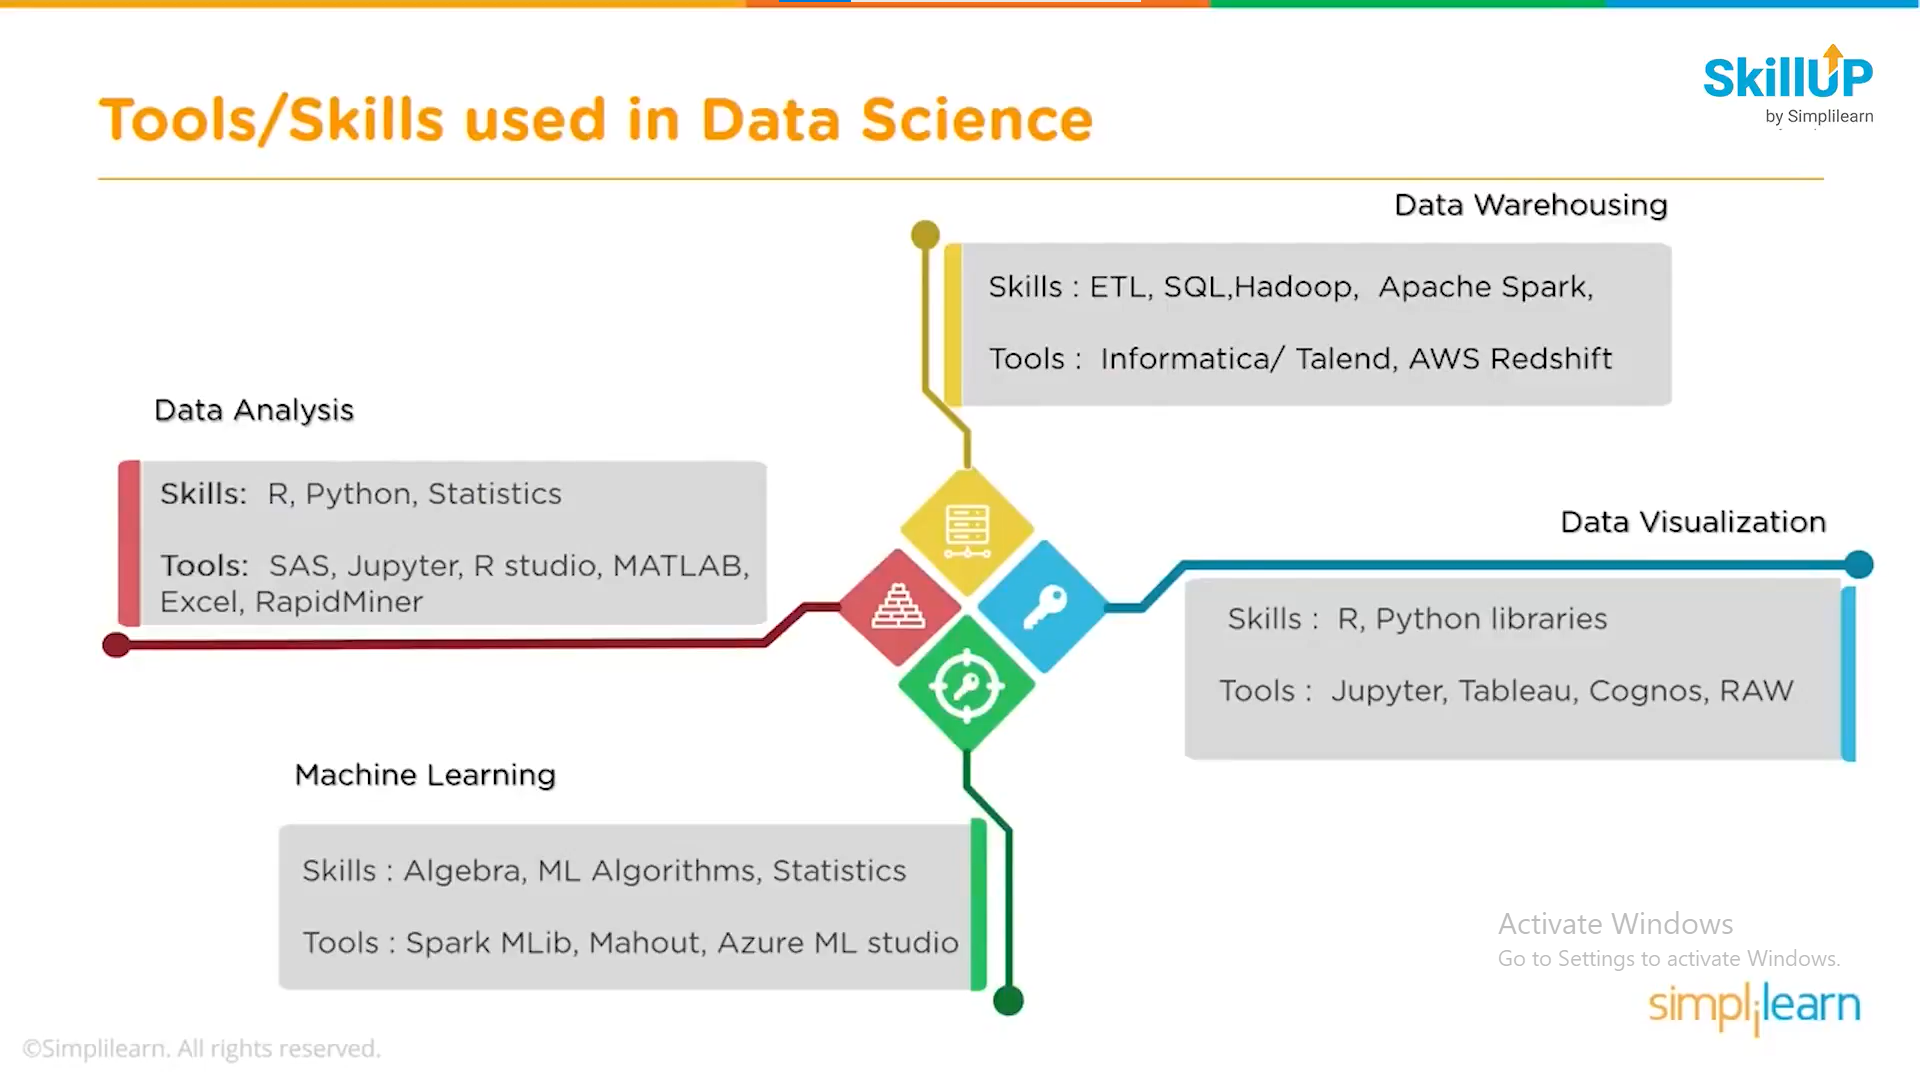 SkillUP
by Simplilearn
Tools/Skills used in Data Science
Data Warehousing
Skills : ETL, SQL,Hadoop, Apache Spark,
Tools : Informatica/ Talend, AWS Redshift
Data Analysis
Skills: R, Python, Statistics
Tools: SAS, Jupyter, R studio, MATLAB,
Excel, RapidMiner
Data Visualization
Skills : R, Python libraries
Tools : Jupyter, Tableau, Cognos, RAW
Machine Learning
Skills : Algebra, ML Algorithms, Statistics
Tools : Spark MLib, Mahout, Azure ML studio
Activate Windows
Go to Settings to activate Windows.
simplilearn
©Simplilearn. All rights reserved.